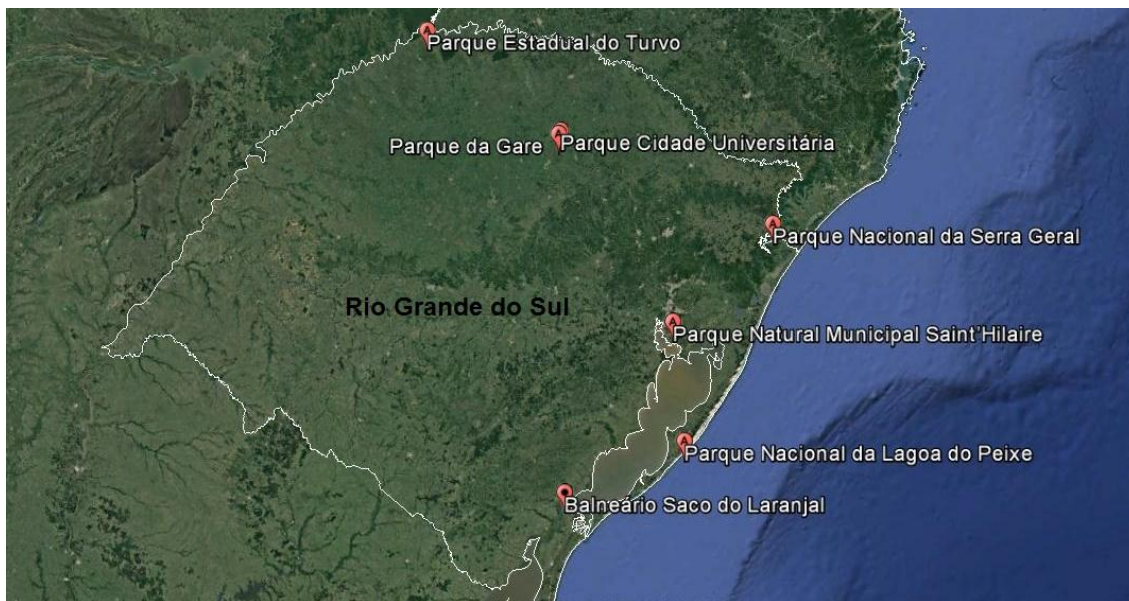 Parque Estadual do Turvo
Parque da Gare
Parque Cidade Universitária
Parque Nacional da Serra Geral
Rio Grande do Sul
Parque Natural Municipal Saint'Hilaire
Parque Nacional da Lagoa do Peixe
Balneário Saco do Laranjal